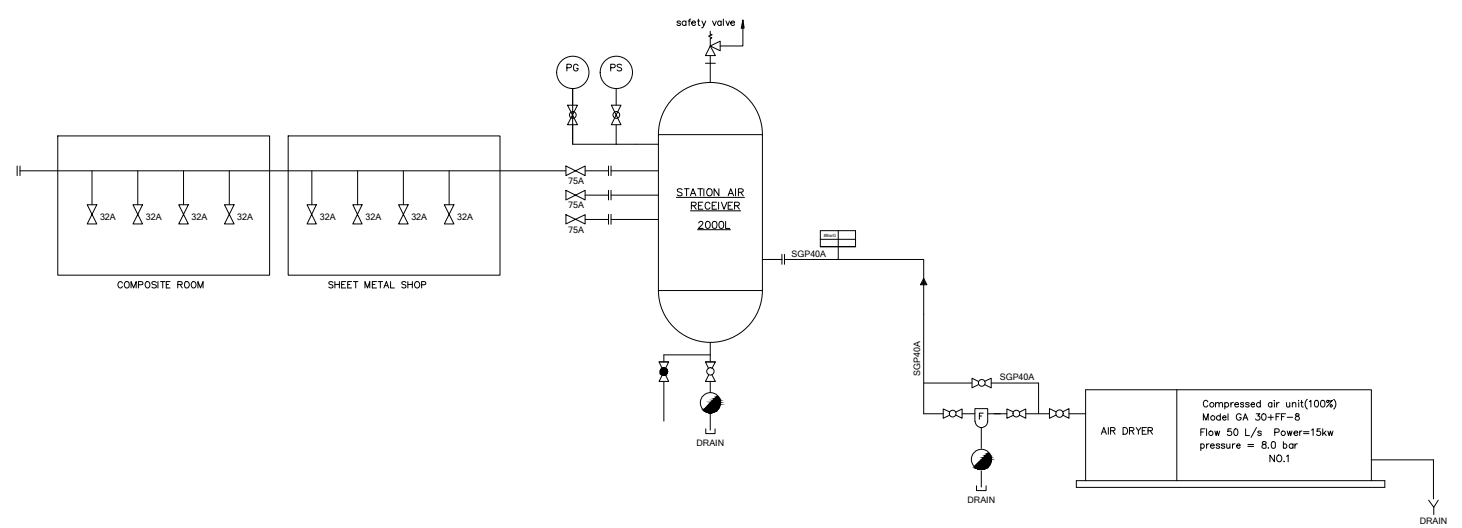 safety valve
PG
PS
75A
75A
75A
STATION AIR
RECEIVER
2000L
32A
32A
32A
32A
32A
32A
32A
32A
COMPOSITE ROOM
SHEET METAL SHOP
SGP40A
SGP40A
SGP40A
F
DRAIN
DRAIN
AIR DRYER
Compressed air unit(100%)
Model GA 30+FF-8
Flow 50 L/s Power=15kw
pressure = 8.0 bar
NO.1
DRAIN